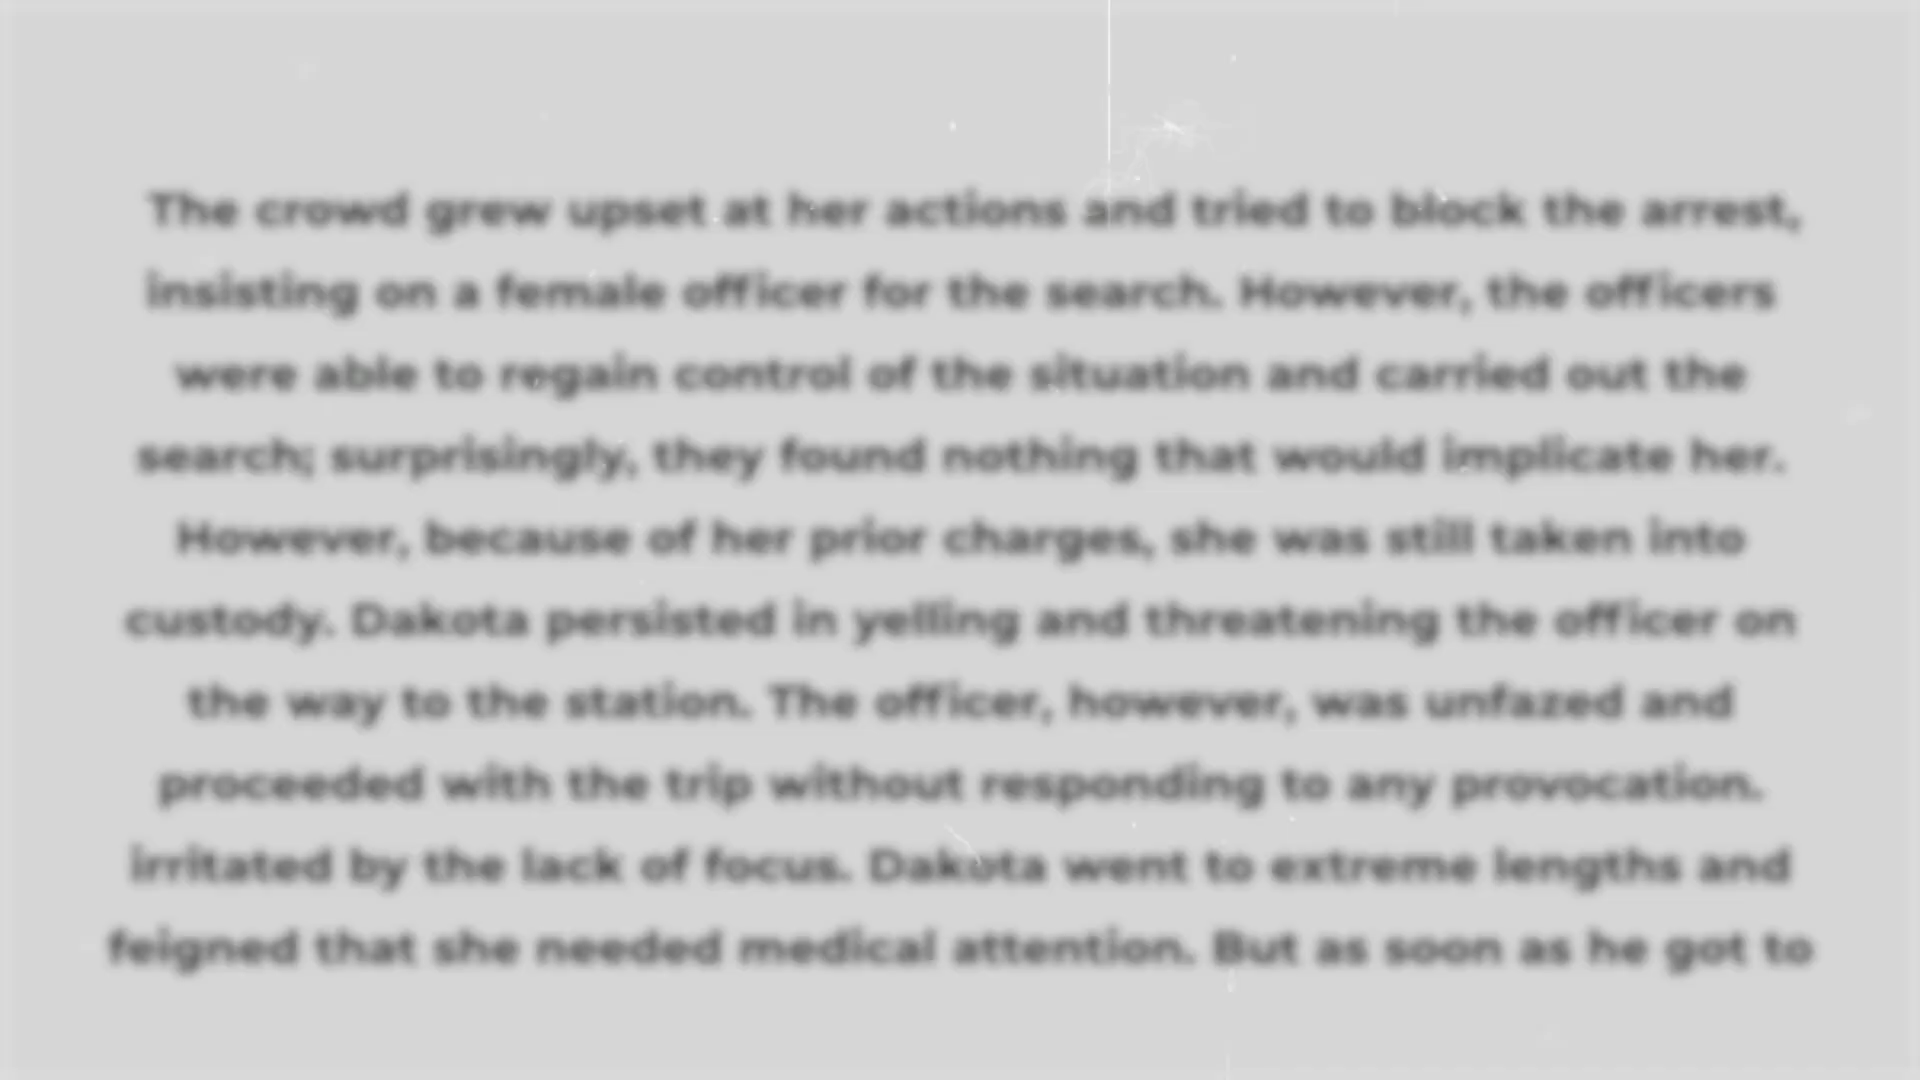 The crowd grew upset at her actions and tried to block the arrest,
insisting on a female officer for the search. However, the officers
were able to regain control of the situation and carried out the
search; surprisingly, they found nothing that would implicate her.
However, because of her prior charges, she was still taken into
custody. Dakota persisted in yelling and threatening the officer on
the way to the station. The officer, however, was unfazed and
proceeded with the trip without responding to any provocation.
irritated by the lack of focus. Dakota went to extreme lengths and
feigned that she needed medical attention. But as soon as he got to